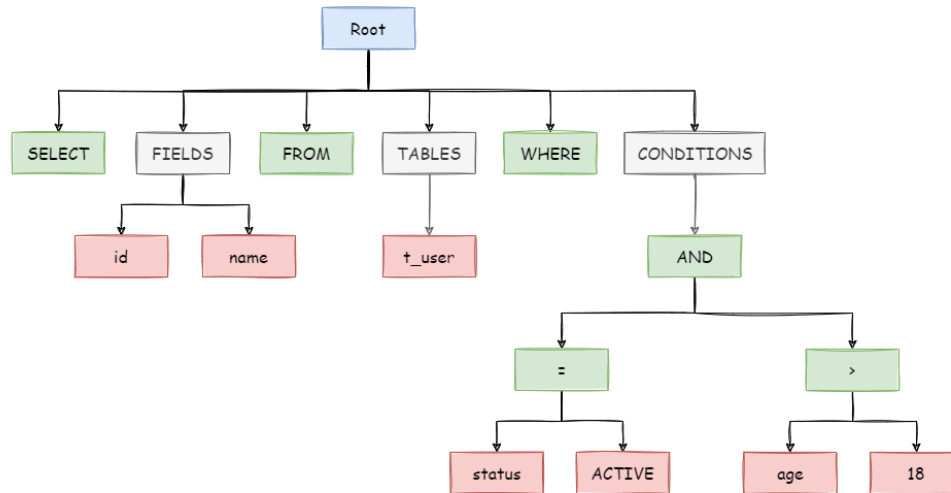 Root
SELECT
FIELDS
FROM
TABLES
WHERE
CONDITIONS
id
name
t_user
AND
=
>
status
ACTIVE
age
18